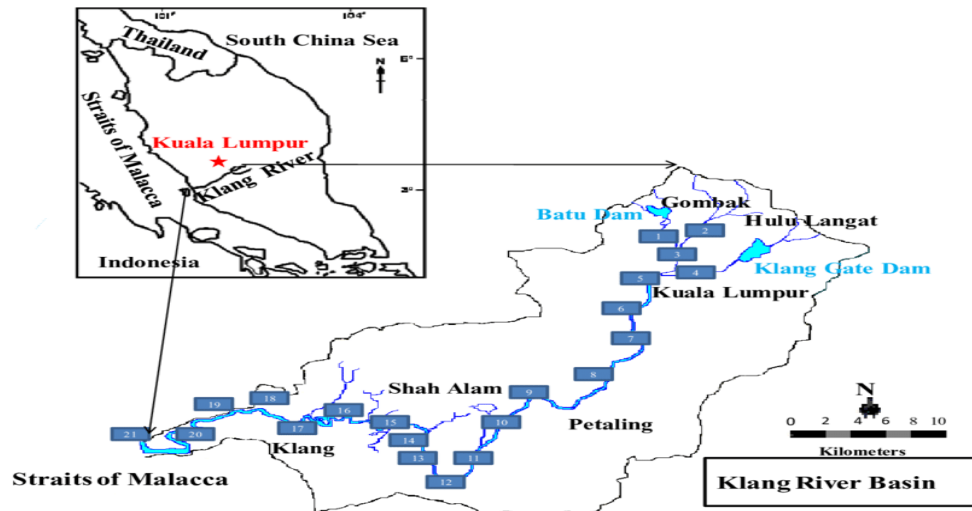 101°
104°
Thailand
South China Sea
6°
N
Straits of Malacca
Kuala Lumpur
Klang River
Indonesia
Gombak
Batu Dam
Hulu Langat
1
2
3
Klang Gate Dam
4
5
Kuala Lumpur
6
7
8
9
Shah Alam
Petaling
N
0 2 4 6 8 10
Kilometers
10
11
12
13
14
15
16
17
18
19
20
21
Klang
Straits of Malacca
Klang River Basin